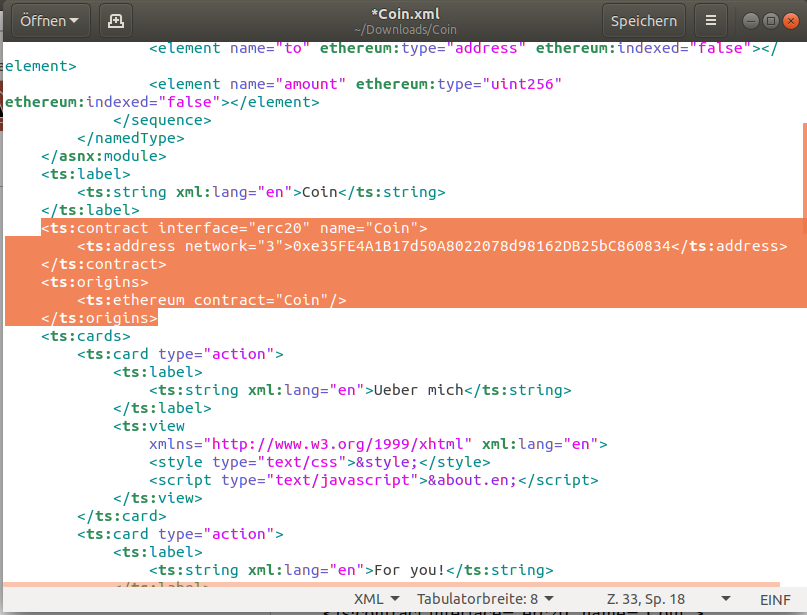 Öffnen
*Coin.xml
~/Downloads/Coin
Speichern
<element name="to" ethereum:type="address" ethereum:indexed="false"></
element>
<element name="amount" ethereum:type="uint256"
ethereum:indexed="false"></element>
</sequence>
</namedType>
</asnx:module>
<ts:label>
<ts:string xml:lang="en">Coin</ts:string>
</ts:label>
<ts:contract interface="erc20" name="Coin">
<ts:address network="3">0xe35FE4A1B17d50A8022078d98162DB25bC860834</ts:address>
</ts:contract>
<ts:origins>
<ts:ethereum contract="Coin"/>
</ts:origins>
<ts:cards>
<ts:card type="action">
<ts:label>
<ts:string xml:lang="en">Ueber mich</ts:string>
</ts:label>
<ts:view
xmlns="http://www.w3.org/1999/xhtml" xml:lang="en">
<style type="text/css">&style;</style>
<script type="text/javascript">&about.en;</script>
</ts:view>
</ts:card>
<ts:card type="action">
<ts:label>
<ts:string xml:lang="en">For you!</ts:string>
</ts:label>
XML
Tabulatorbreite: 8
Z. 33, Sp. 18
EINF